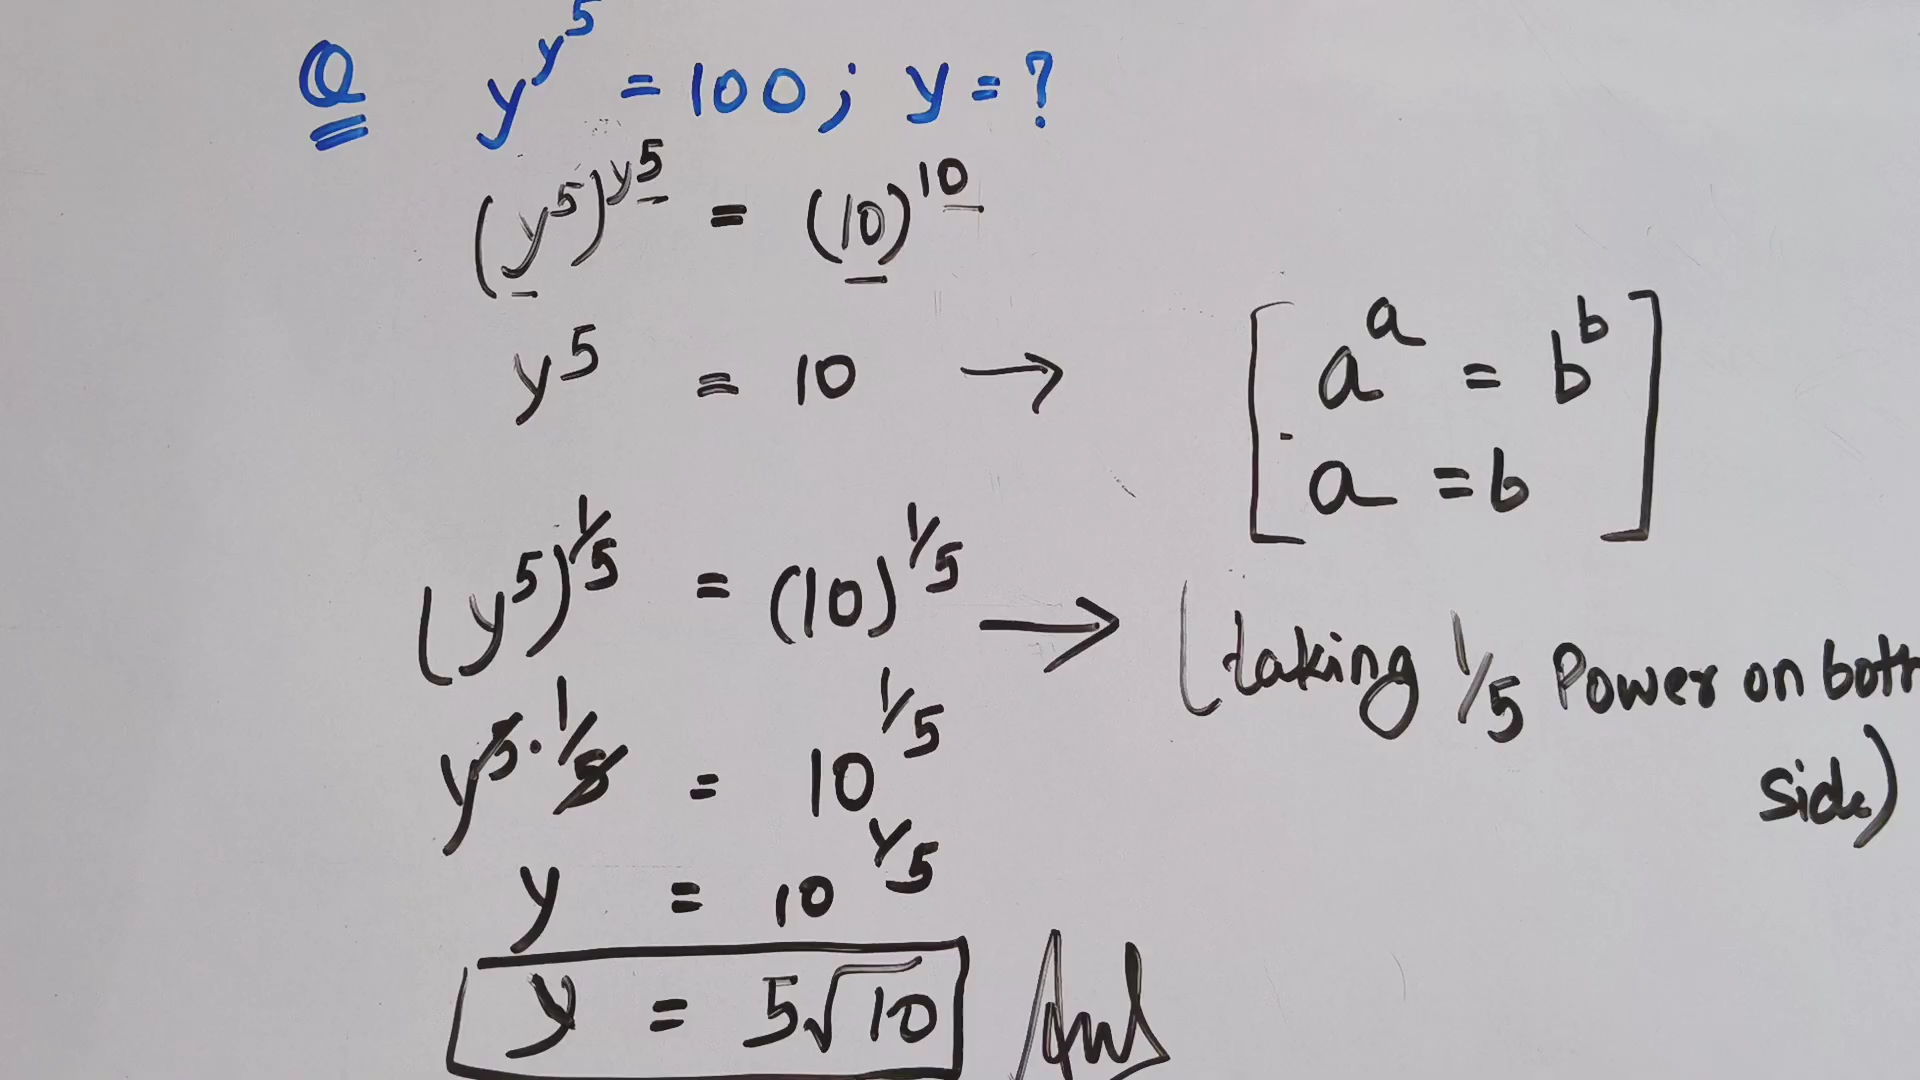 Q y^y^5 = 100 ; y = ?
(y^5)^y^5 = (10)^10
y^5 = 10 → [a^a = b^b
a = b]
(y^5)^1/5 = (10)^1/5 → (taking 1/5 Power on both
side)
y^5·1/5 = 10^1/5
y = 10^1/5
y = 5√10 Ans